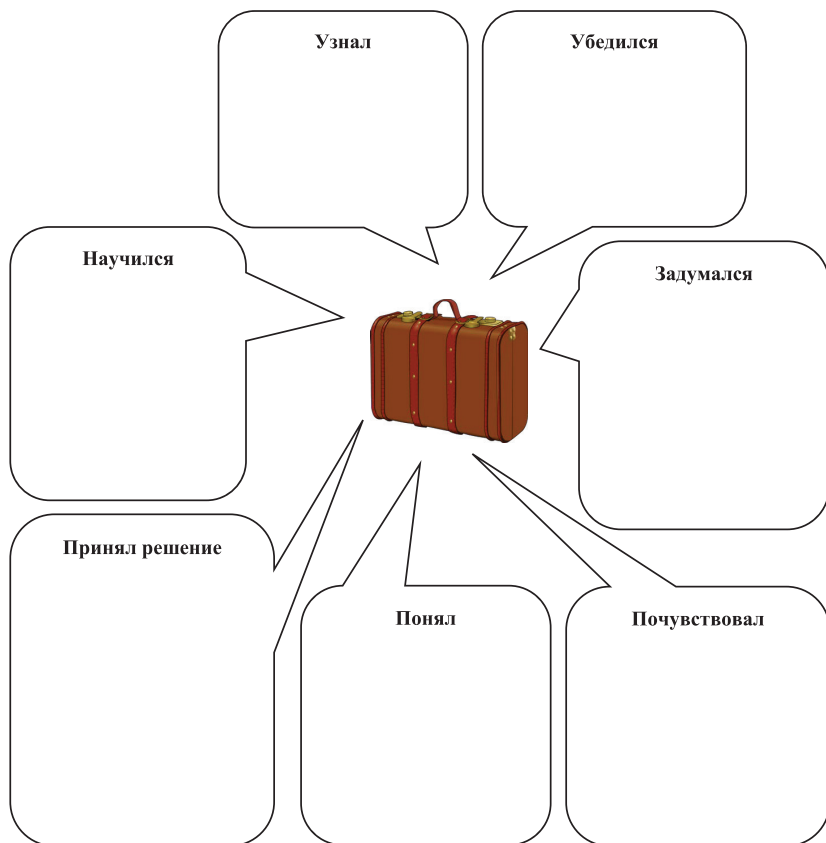 Узнал
Убедился
Научился
Задумался
Принял решение
Понял
Почувствовал